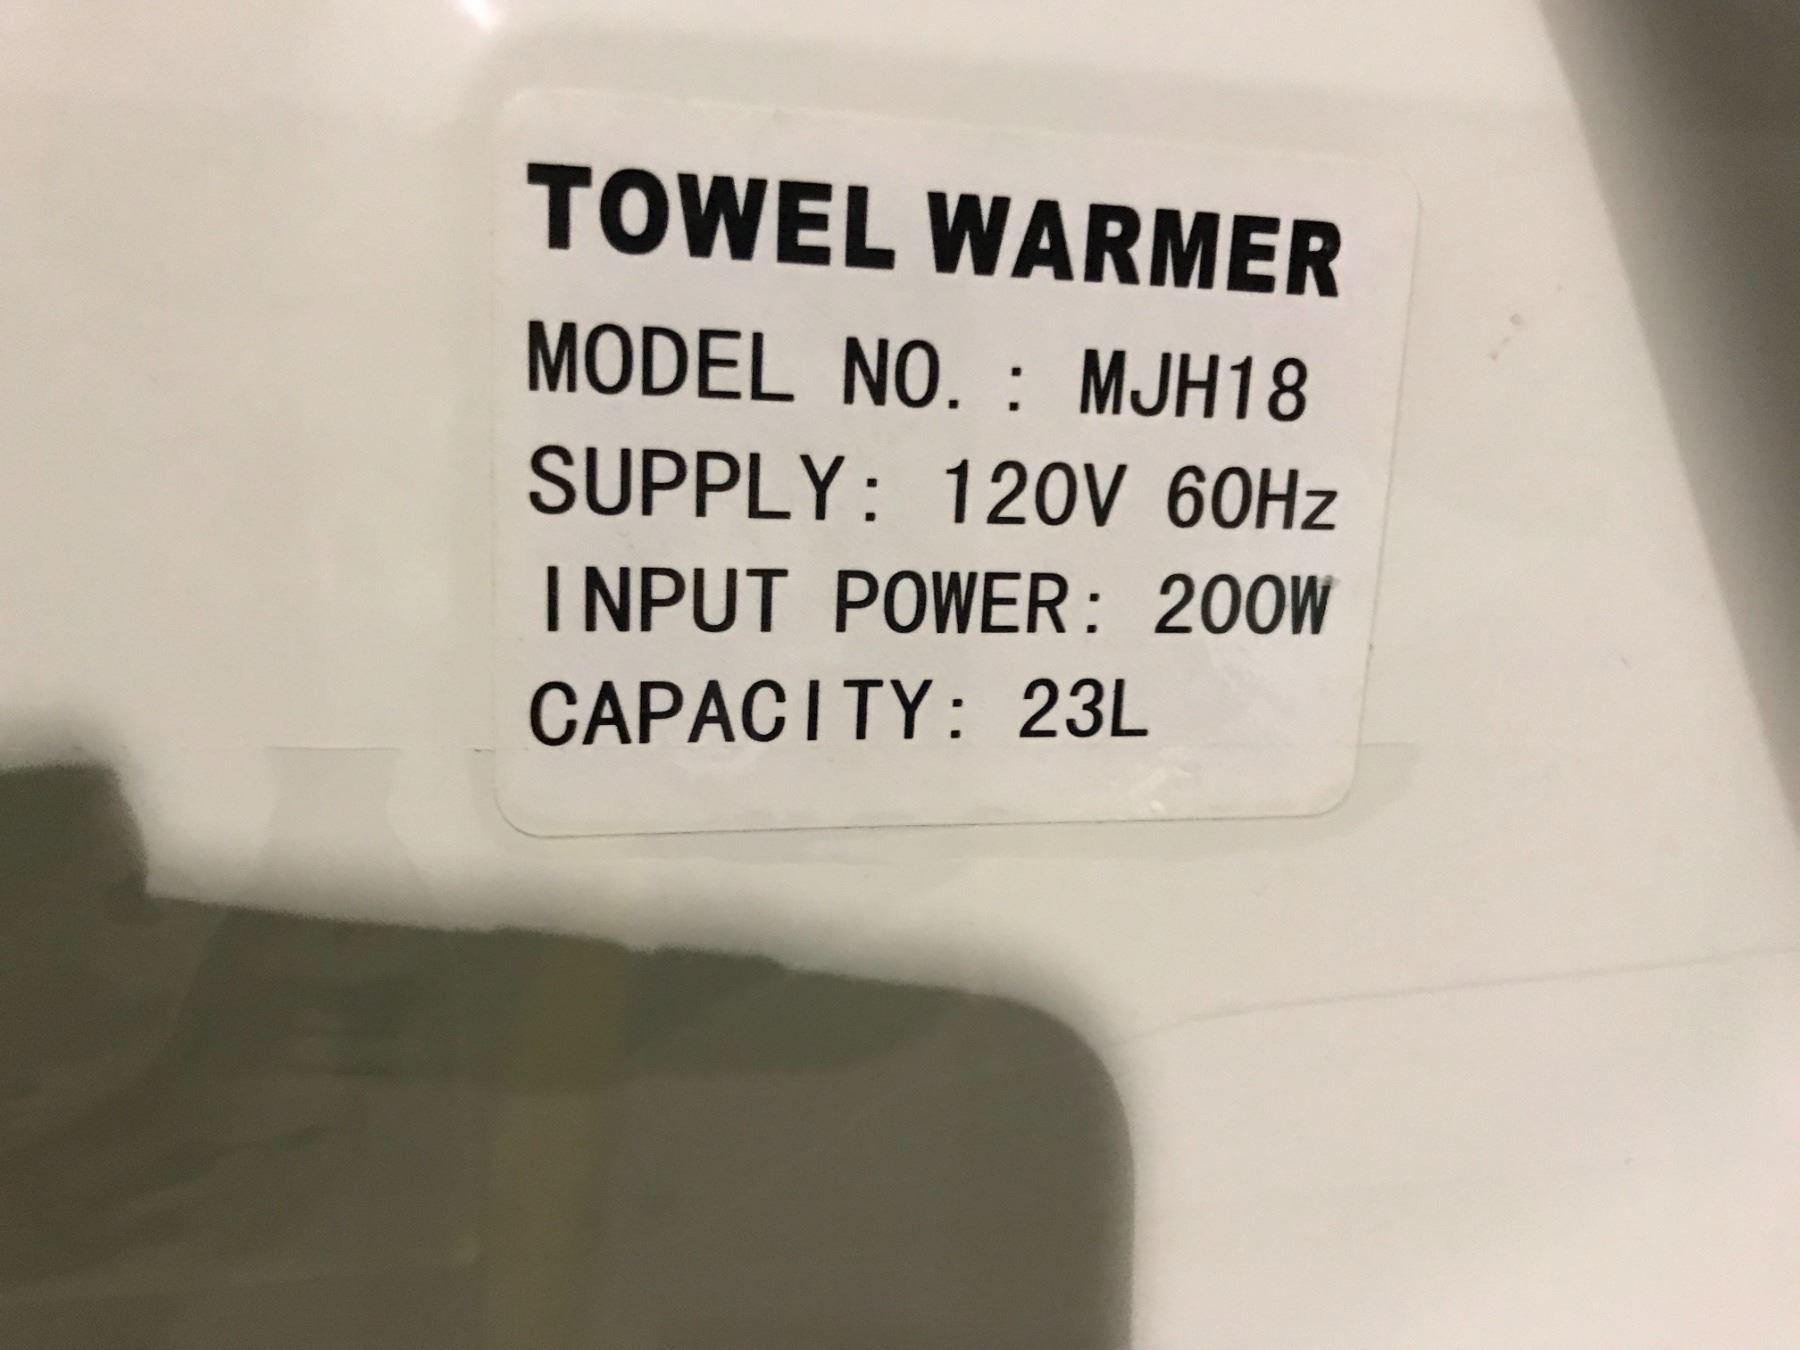 TOWEL WARMER
MODEL NO.: MJH18
SUPPLY: 120V 60Hz
INPUT POWER: 200W
CAPACITY: 23L